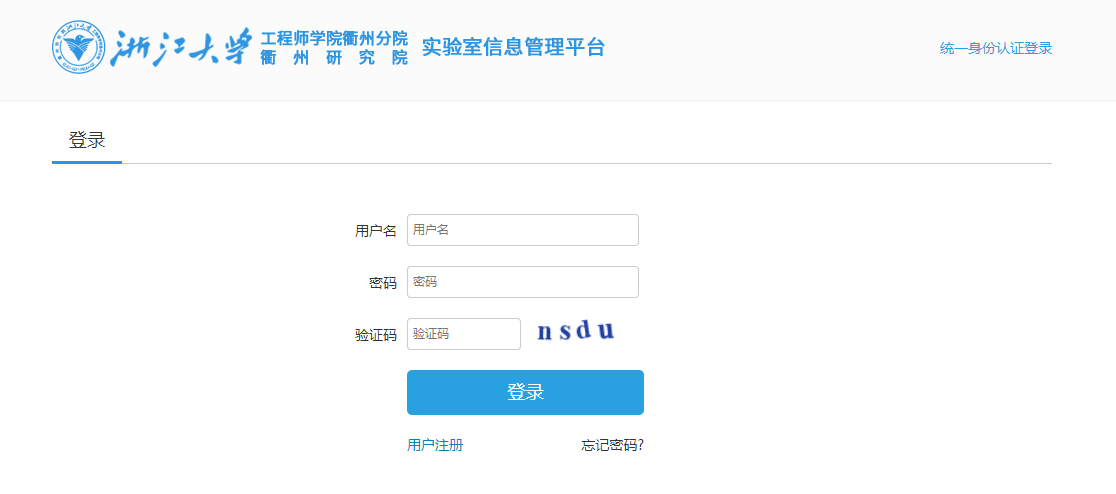 浙江大学 工程师学院衢州分院 实验室信息管理平台
衢州研究院
统一身份认证登录
登录
用户名 用户名
密码 密码
验证码 验证码 nsdu
登录
用户注册 忘记密码?